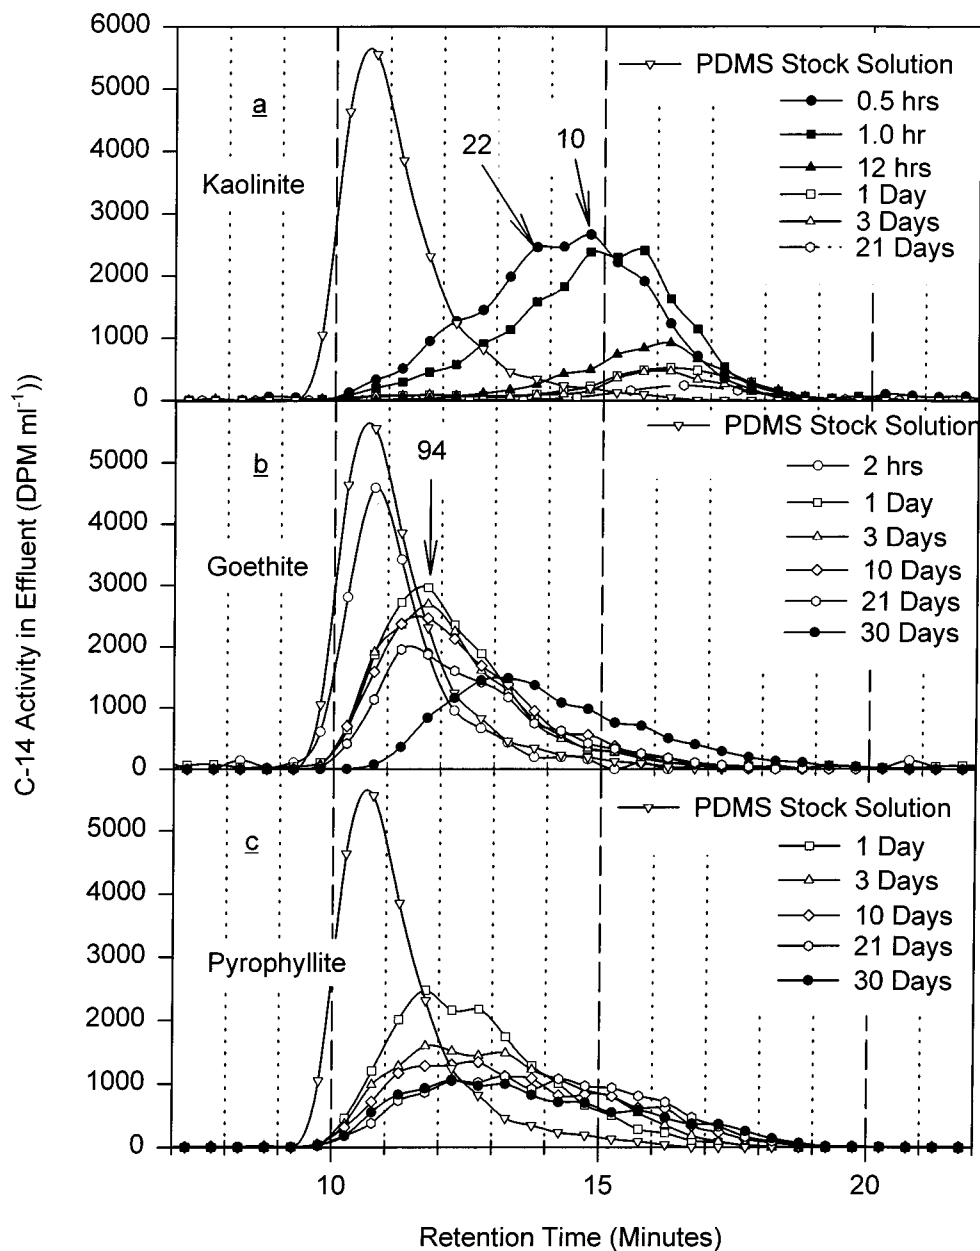 C-14 Activity in Effluent (DPM ml-1))
6000
5000
4000
3000
2000
1000
0
a
Kaolinite
22
10
PDMS Stock Solution
0.5 hrs
1.0 hr
12 hrs
1 Day
3 Days
21 Days
5000
4000
3000
2000
1000
0
b
Goethite
94
PDMS Stock Solution
2 hrs
1 Day
3 Days
10 Days
21 Days
30 Days
5000
4000
3000
2000
1000
0
c
Pyrophyllite
PDMS Stock Solution
1 Day
3 Days
10 Days
21 Days
30 Days
10
15
20
Retention Time (Minutes)